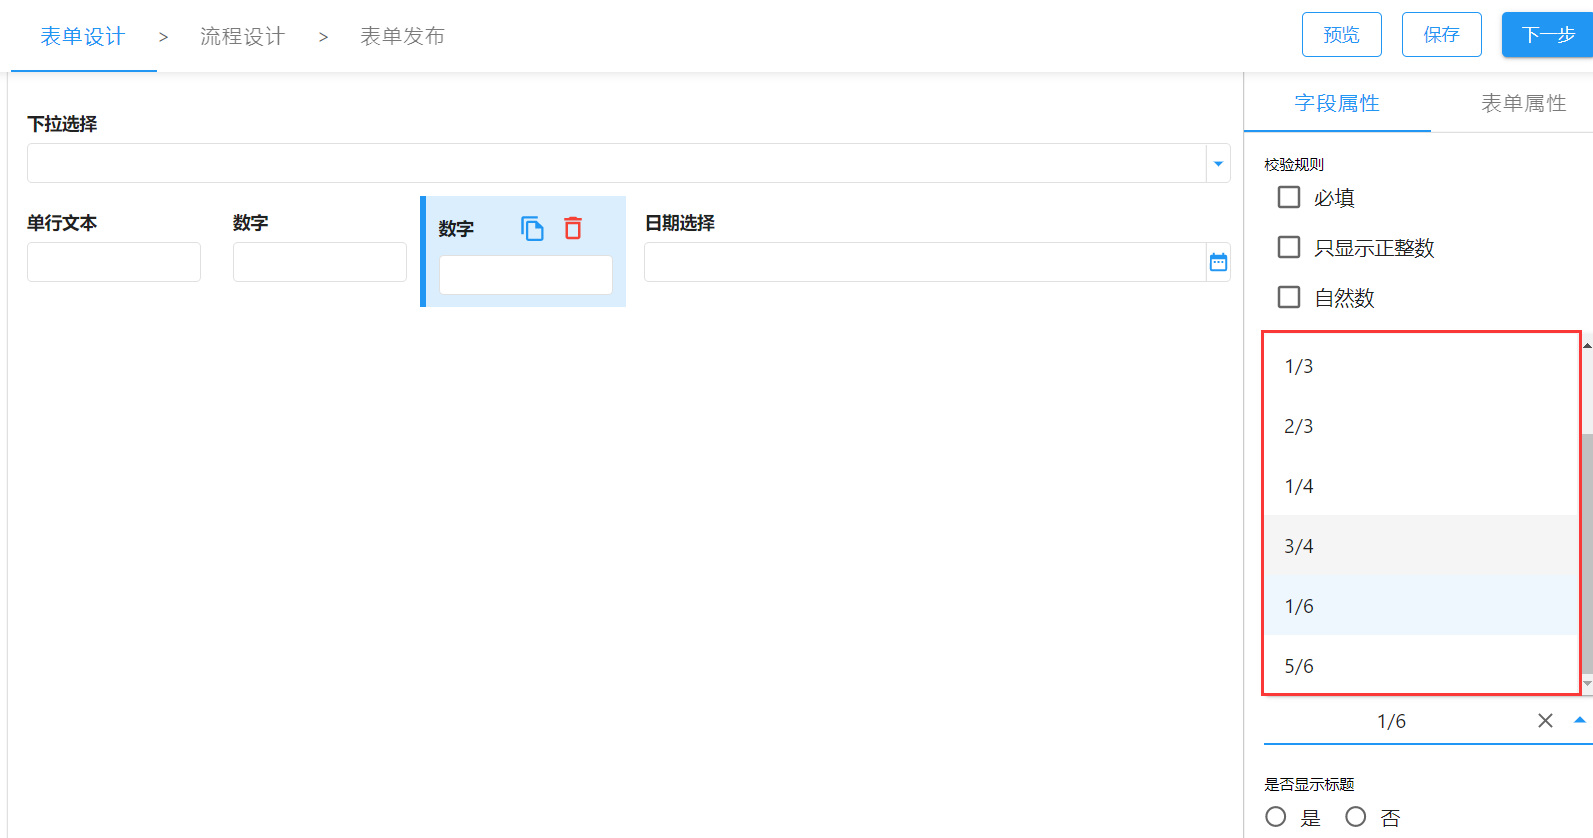 表单设计 > 流程设计 > 表单发布
预览 保存 下一步
字段属性 表单属性
下拉选择
单行文本 数字 数字 日期选择
校验规则
必填
只显示正整数
自然数
1/3
2/3
1/4
3/4
1/6
5/6
1/6
是否显示标题
是 否